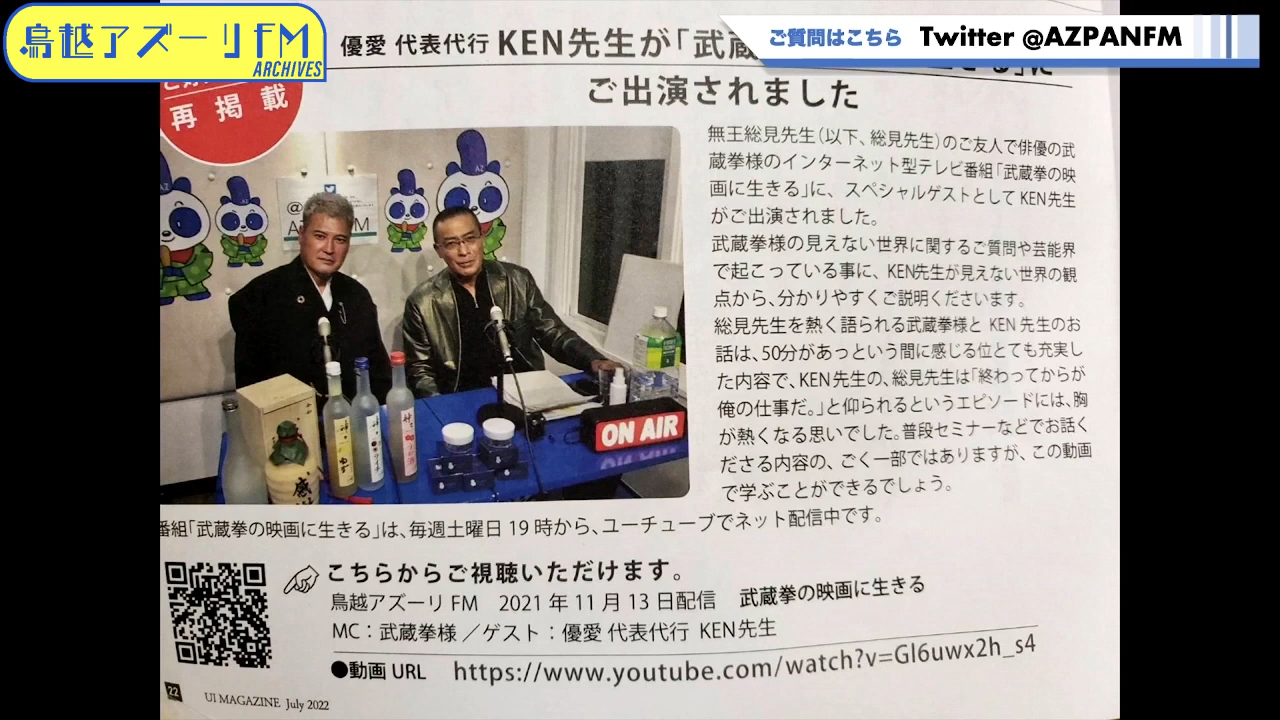 鳥越アズーリFM
ARCHIVES
ご質問はこちら Twitter @AZPANFM
再掲載
優愛 代表代行 KEN先生が「武蔵
ご出演されました
無王総見先生（以下、総見先生）のご友人で俳優の武
蔵拳様のインターネット型テレビ番組「武蔵拳の映
画に生きる」に、スペシャルゲストとしてKEN先生
がご出演されました。
武蔵拳様の見えない世界に関するご質問や芸能界
で起こっている事に、KEN先生が見えない世界の観
点から、分かりやすくご説明くださいます。
総見先生を熱く語られる武蔵拳様と KEN 先生のお
話は、50分があっという間に感じる位とても充実し
た内容で、KEN先生の、総見先生は「終わってからが
俺の仕事だ。」と仰られるというエピソードには、胸
が熱くなる思いでした。普段セミナーなどでお話く
ださる内容の、ごく一部ではありますが、この動画
で学ぶことができるでしょう。
ON AIR
番組「武蔵拳の映画に生きる」は、毎週土曜日 19 時から、ユーチューブでネット配信中です。
こちらからご視聴いただけます。
鳥越アズーリ FM 2021 年 11 月 13 日配信 武蔵拳の映画に生きる
MC：武蔵拳様 ／ゲスト：優愛 代表代行 KEN先生
●動画 URL https://www.youtube.com/watch?v=Gl6uwx2h_s4
22
UI MAGAZINE July 2022